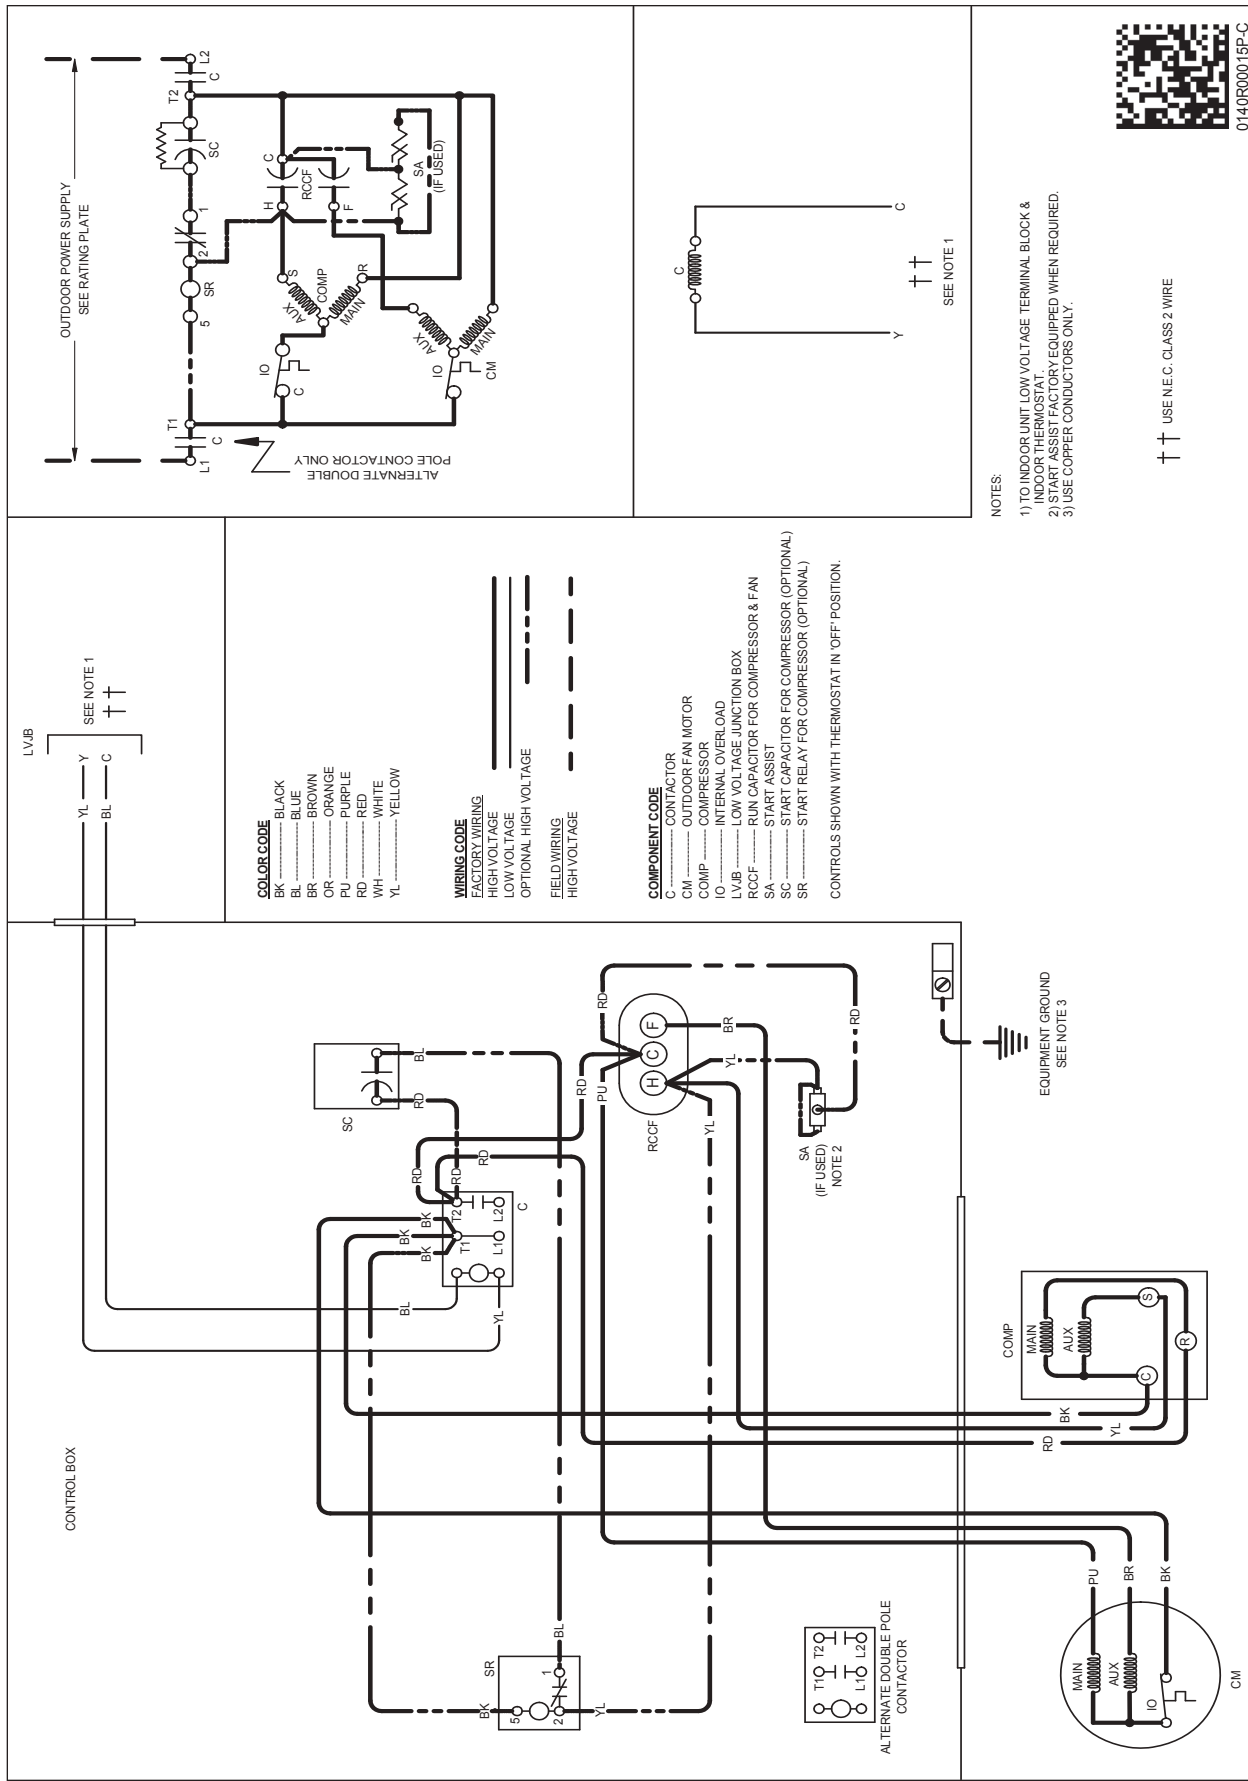 CONTROL BOX
LVJB
YL
Y
BL
C
SEE NOTE 1
SC
RD
BL
BK
BK
BK
RD
RD
RD
T2
T1
L2
L1
C
BL
YL
SR
BK
5
2
1
BL
YL
RD
PU
RD
RCCF
H
C
F
YL
YL
BR
RD
SA
(IF USED)
NOTE 2
ALTERNATE DOUBLE POLE
CONTACTOR
T1
T2
L1
L2
EQUIPMENT GROUND
SEE NOTE 3
COMP
MAIN
AUX
C
S
R
BK
YL
RD
PU
BR
BK
MAIN
AUX
IO
CM
COLOR CODE
BK ---------- BLACK
BL ---------- BLUE
BR ---------- BROWN
OR ---------- ORANGE
PU ---------- PURPLE
RD ---------- RED
WH ---------- WHITE
YL ---------- YELLOW
WIRING CODE
FACTORY WIRING
HIGH VOLTAGE
LOW VOLTAGE
OPTIONAL HIGH VOLTAGE
FIELD WIRING
HIGH VOLTAGE
COMPONENT CODE
C ---------- CONTACTOR
CM ---------- OUTDOOR FAN MOTOR
COMP ---------- COMPRESSOR
IO ---------- INTERNAL OVERLOAD
LVJB ---------- LOW VOLTAGE JUNCTION BOX
RCCF ---------- RUN CAPACITOR FOR COMPRESSOR & FAN
SA ---------- START ASSIST
SC ---------- START CAPACITOR FOR COMPRESSOR (OPTIONAL)
SR ---------- START RELAY FOR COMPRESSOR (OPTIONAL)
CONTROLS SHOWN WITH THERMOSTAT IN 'OFF' POSITION.
OUTDOOR POWER SUPPLY
SEE RATING PLATE
L1
C
T1
5
SR
2
1
SC
T2
C
L2
ALTERNATE DOUBLE
POLE CONTACTOR ONLY
IO
C
AUX
S
COMP
MAIN
R
H
C
RCCF
F
SA
(IF USED)
IO
AUX
MAIN
CM
C
Y
C
SEE NOTE 1
NOTES:
1) TO INDOOR UNIT LOW VOLTAGE TERMINAL BLOCK &
INDOOR THERMOSTAT.
2) START ASSIST FACTORY EQUIPPED WHEN REQUIRED.
3) USE COPPER CONDUCTORS ONLY.
†† USE N.E.C. CLASS 2 WIRE
0140R00015P-C